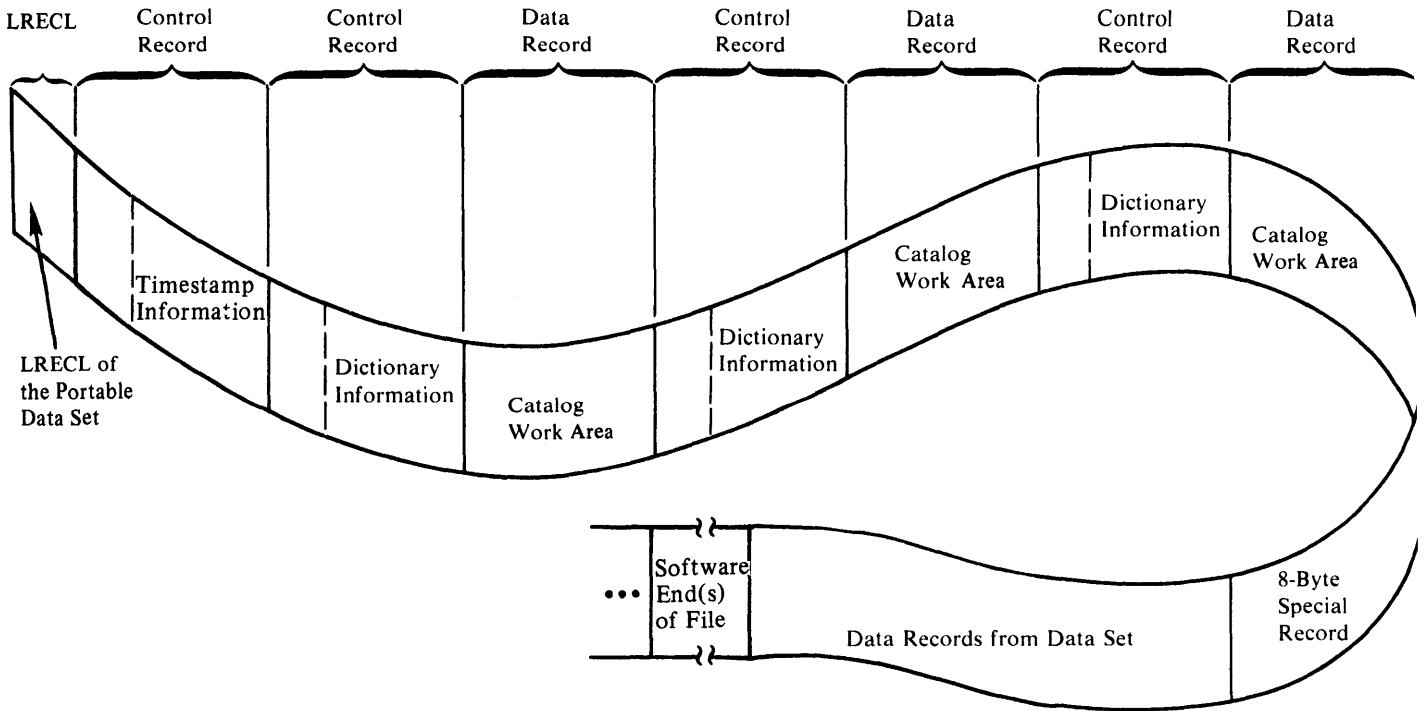 LRECL
Control
Record
Control
Record
Data
Record
Control
Record
Data
Record
Control
Record
Data
Record
LRECL of
the Portable
Data Set
Timestamp
Information
Dictionary
Information
Catalog
Work Area
Dictionary
Information
Catalog
Work Area
Dictionary
Information
Catalog
Work Area
8-Byte
Special
Record
Data Records from Data Set
Software
End(s)
of File
•••